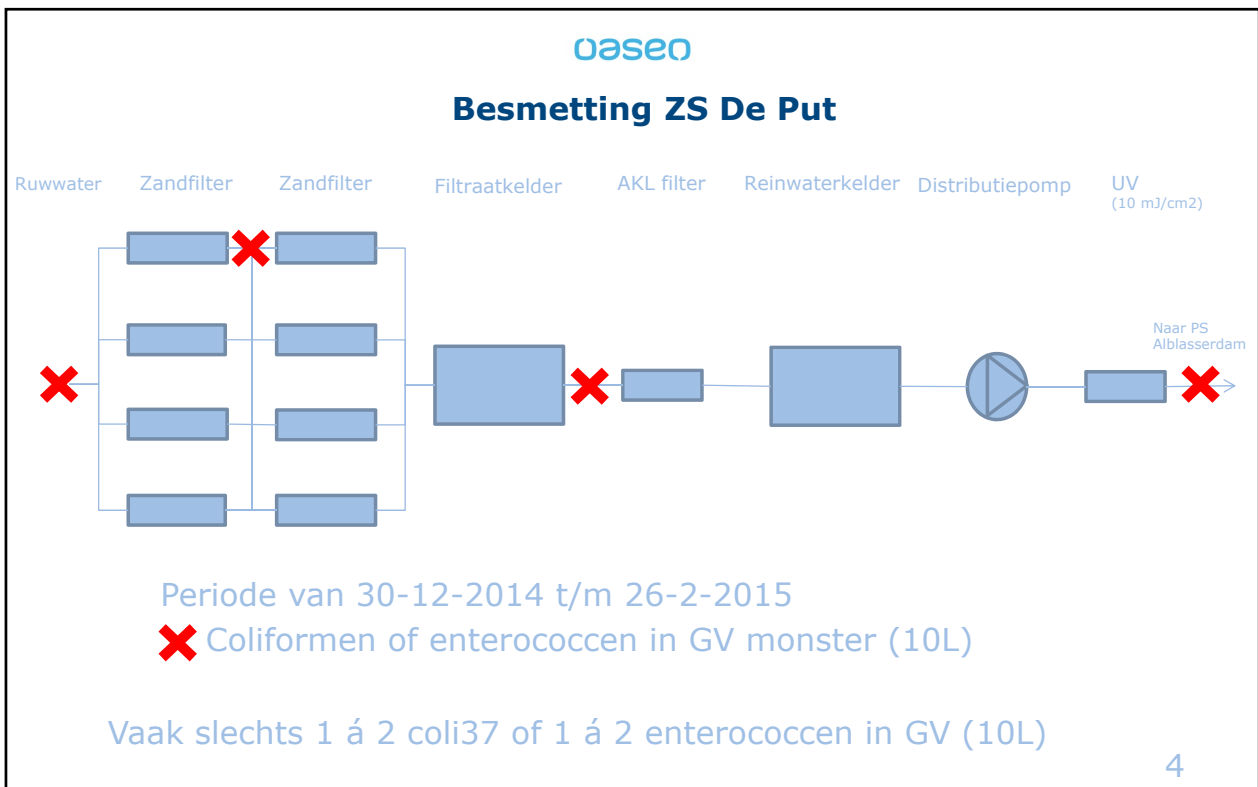 oasen
Besmetting ZS De Put
Ruwwater Zandfilter Zandfilter Filtraatkelder AKL filter Reinwaterkelder Distributiepomp UV
(10 mJ/cm2)
Naar PS
Alblasserdam
Periode van 30-12-2014 t/m 26-2-2015
Coliformen of enterococcen in GV monster (10L)
Vaak slechts 1 á 2 coli37 of 1 á 2 enterococcen in GV (10L)
4